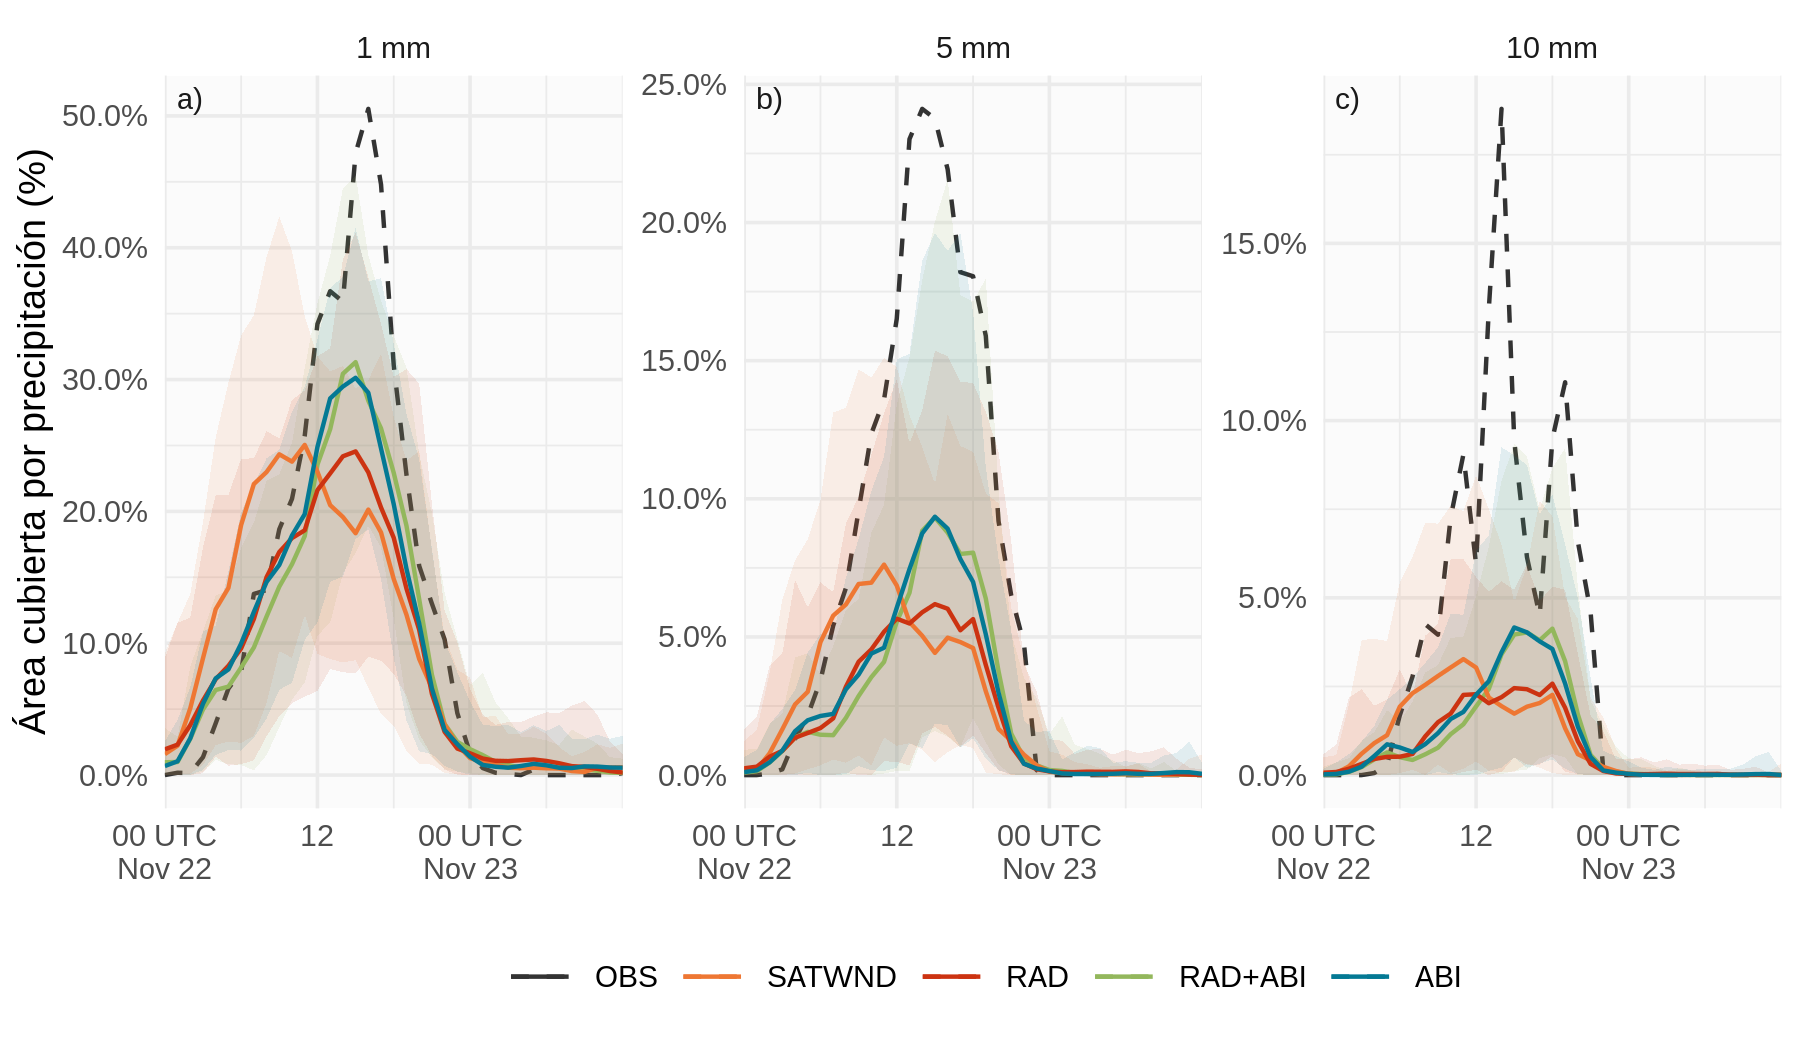 1 mm
5 mm
10 mm
Área cubierta por precipitación (%)
a)
50.0%
40.0%
30.0%
20.0%
10.0%
0.0%
b)
25.0%
20.0%
15.0%
10.0%
5.0%
0.0%
c)
15.0%
10.0%
5.0%
0.0%
00 UTC 12 00 UTC
Nov 22 Nov 23
00 UTC 12 00 UTC
Nov 22 Nov 23
00 UTC 12 00 UTC
Nov 22 Nov 23
OBS SATWND RAD RAD+ABI ABI